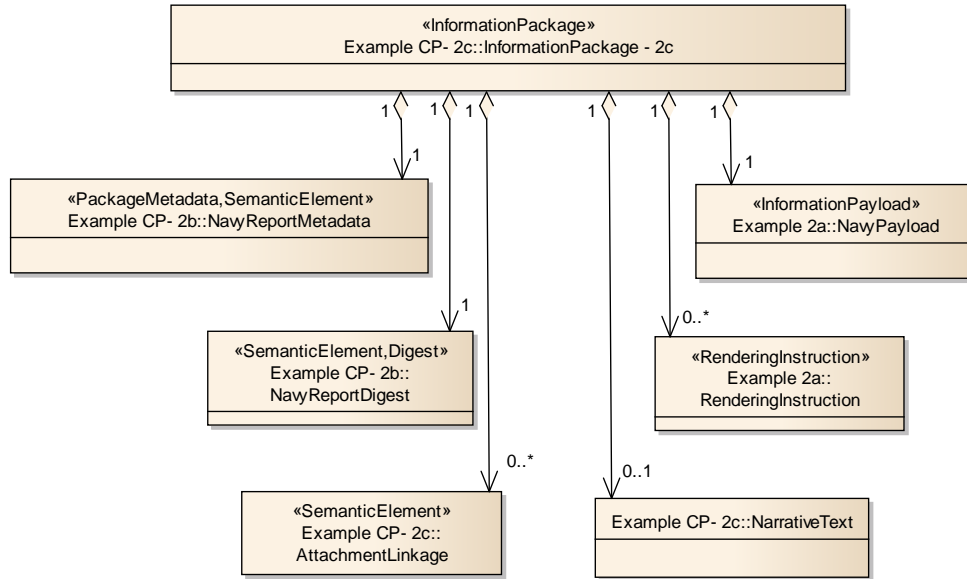 «InformationPackage»
Example CP- 2c::InformationPackage - 2c
1
1
1
1
1
1
1
1
«PackageMetadata,SemanticElement»
Example CP- 2b::NavyReportMetadata
«InformationPayload»
Example 2a::NavyPayload
1
0..*
«SemanticElement,Digest»
Example CP- 2b::
NavyReportDigest
«RenderingInstruction»
Example 2a::
RenderingInstruction
0..*
0..1
«SemanticElement»
Example CP- 2c::
AttachmentLinkage
Example CP- 2c::NarrativeText